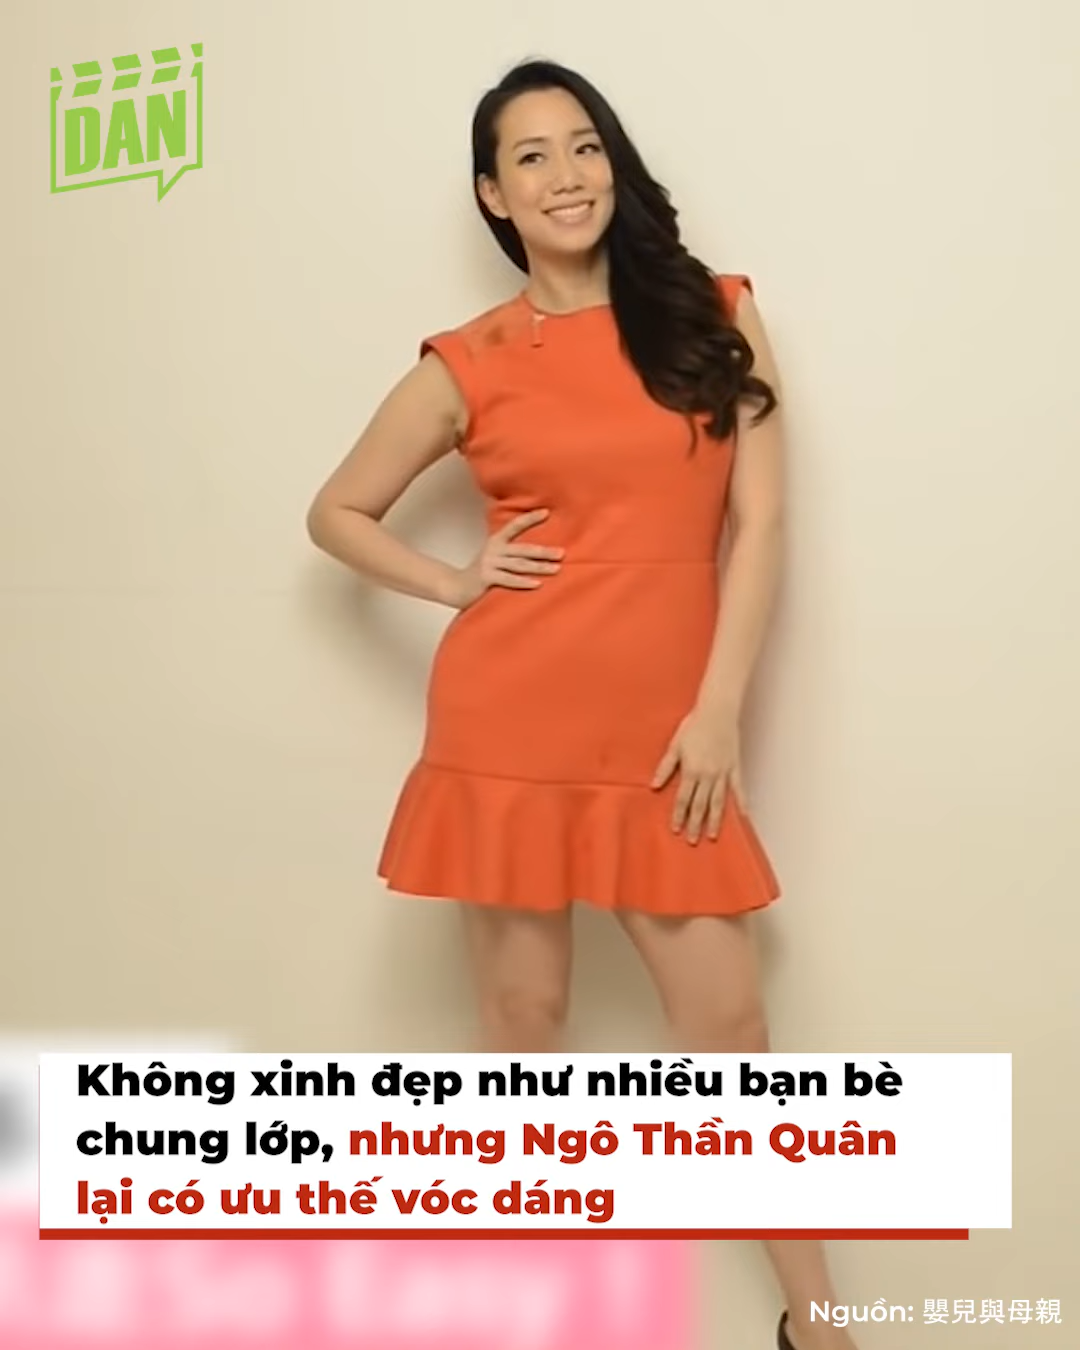 DAN
Không xinh đẹp như nhiều bạn bè
chung lớp, nhưng Ngô Thần Quân
lại có ưu thế vóc dáng
Nguồn: 嬰兒與母親